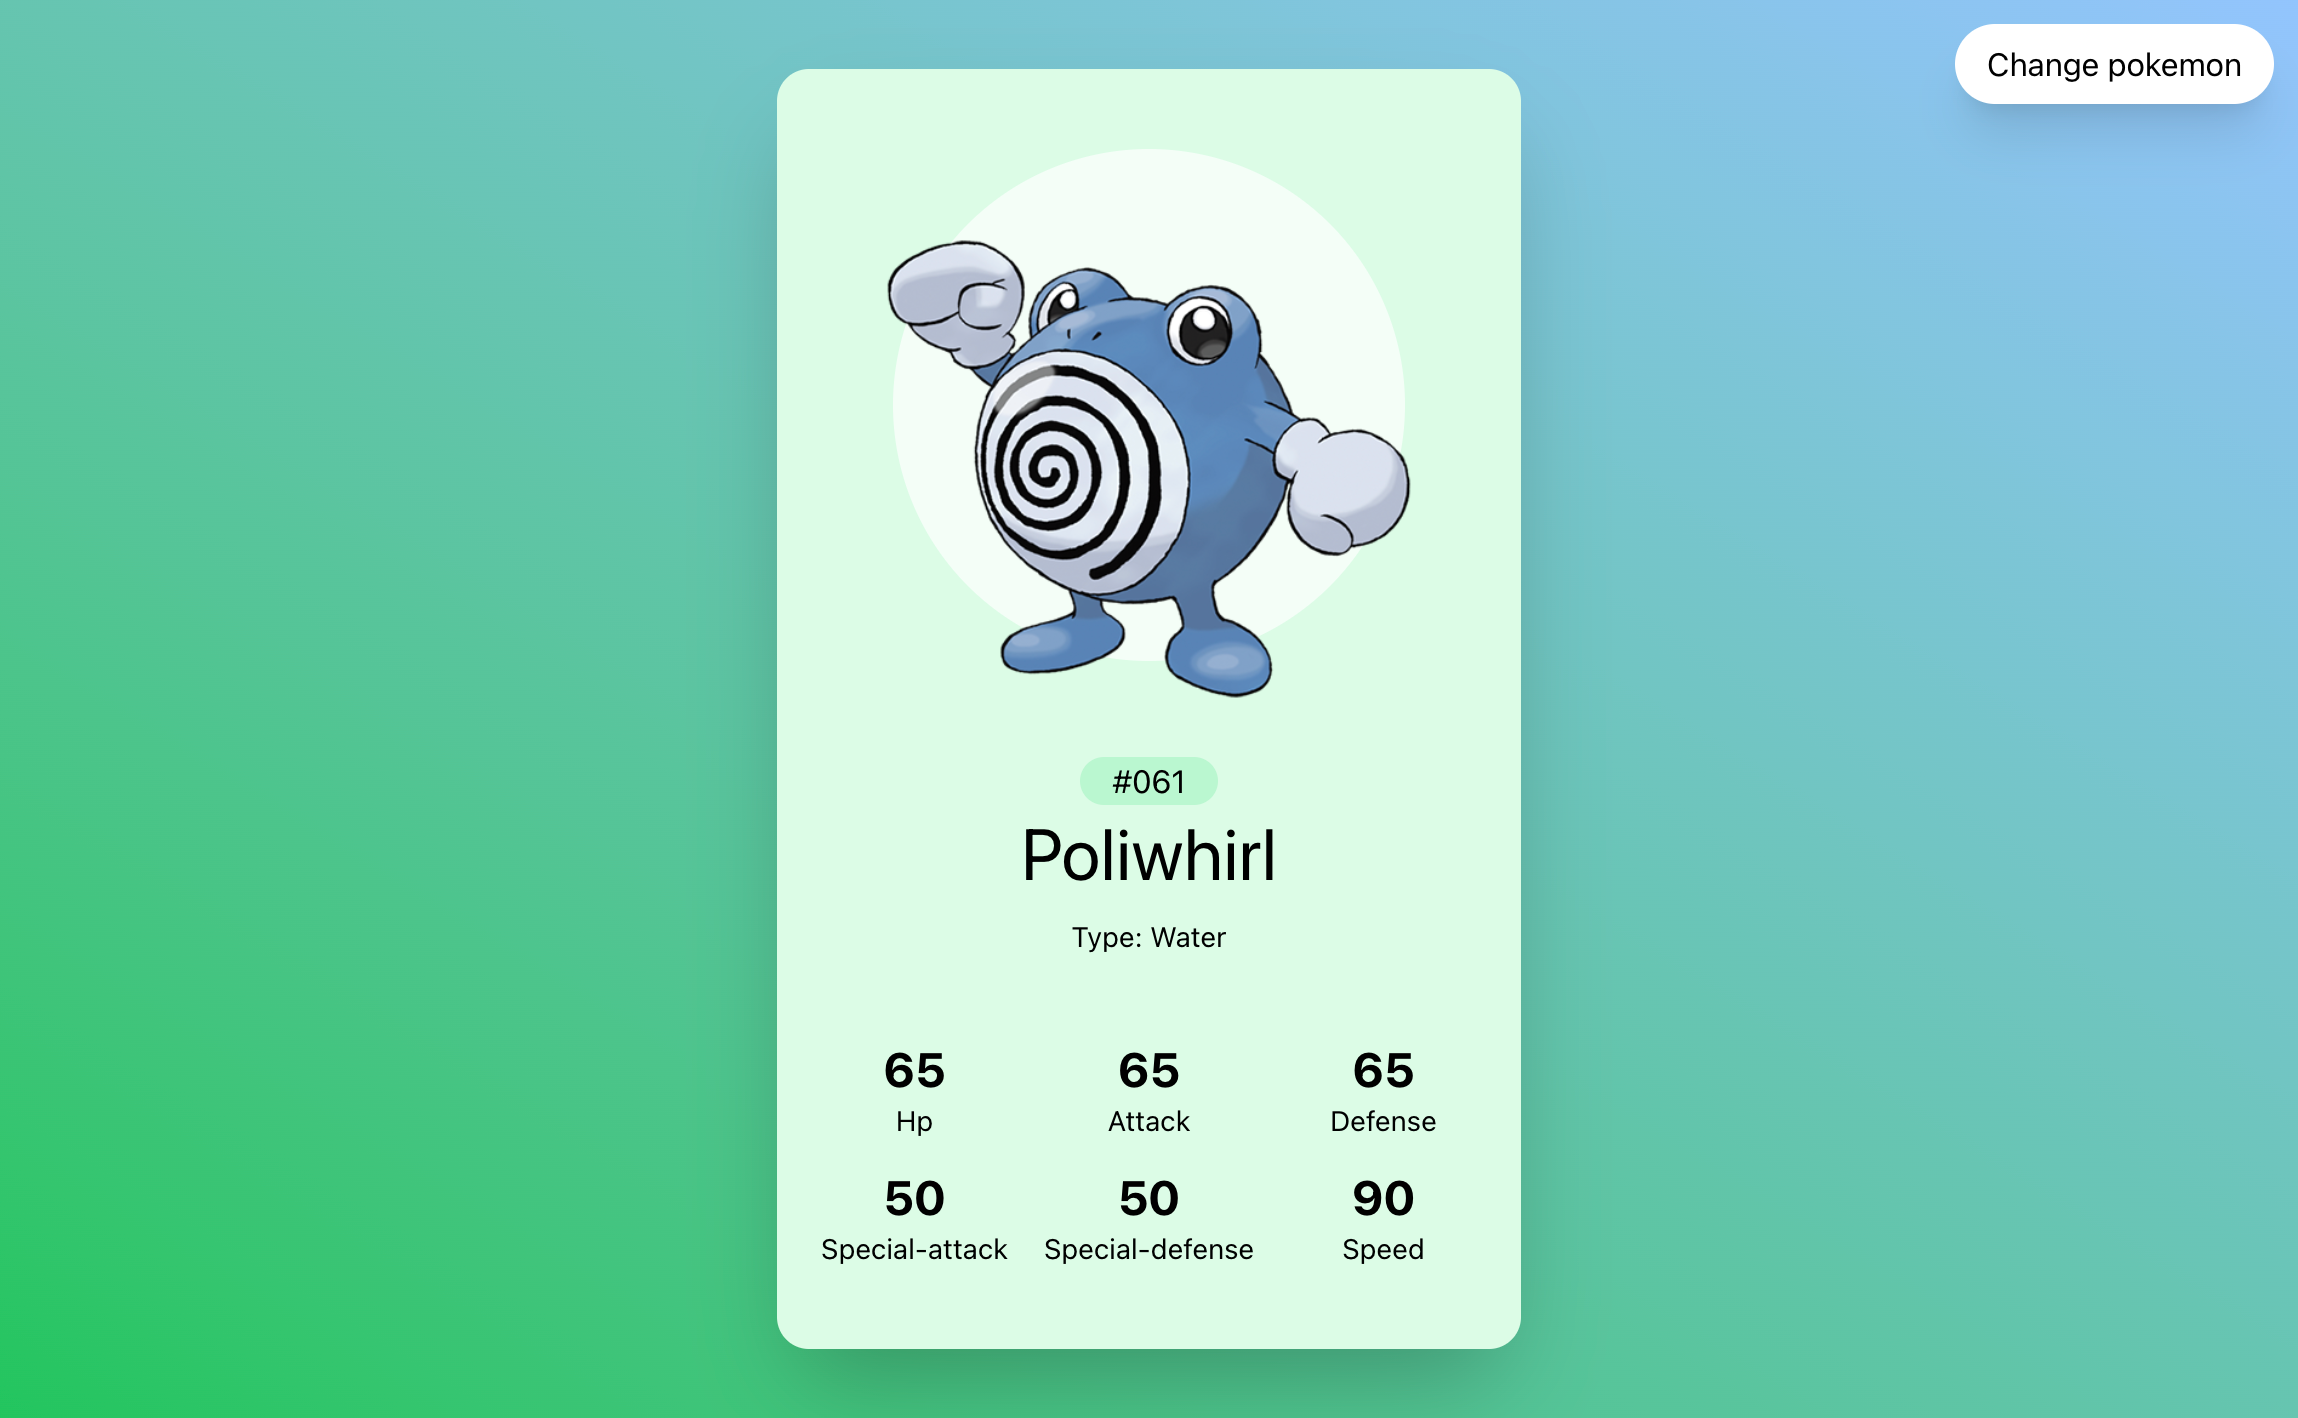 Change pokemon
#061
Poliwhirl
Type: Water
65 65 65
Hp Attack Defense
50 50 90
Special-attack Special-defense Speed